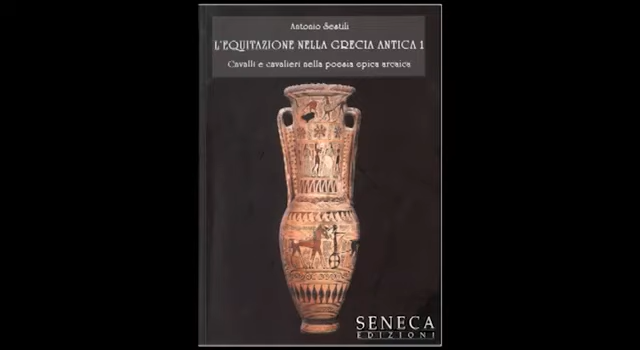 Antonio Sestili
L'EQUITAZIONE NELLA GRECIA ANTICA 1
Cavalli e cavalieri nella poesia epica arcaica
SENECA
EDIZIONI